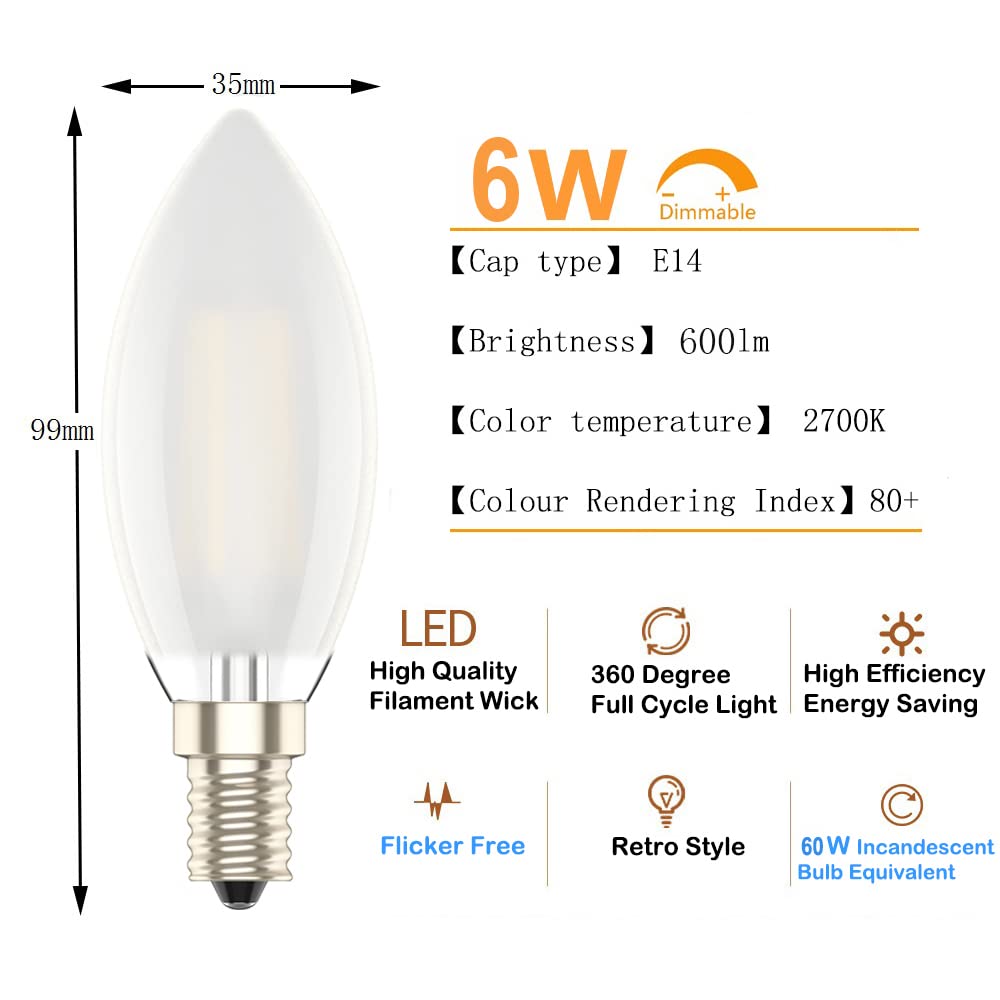 35mm
99mm
6W
- +
Dimmable
【Cap type】 E14
【Brightness】 600lm
【Color temperature】 2700K
【Colour Rendering Index】80+
LED
High Quality
Filament Wick
360 Degree
Full Cycle Light
High Efficiency
Energy Saving
Flicker Free
Retro Style
60W Incandescent
Bulb Equivalent